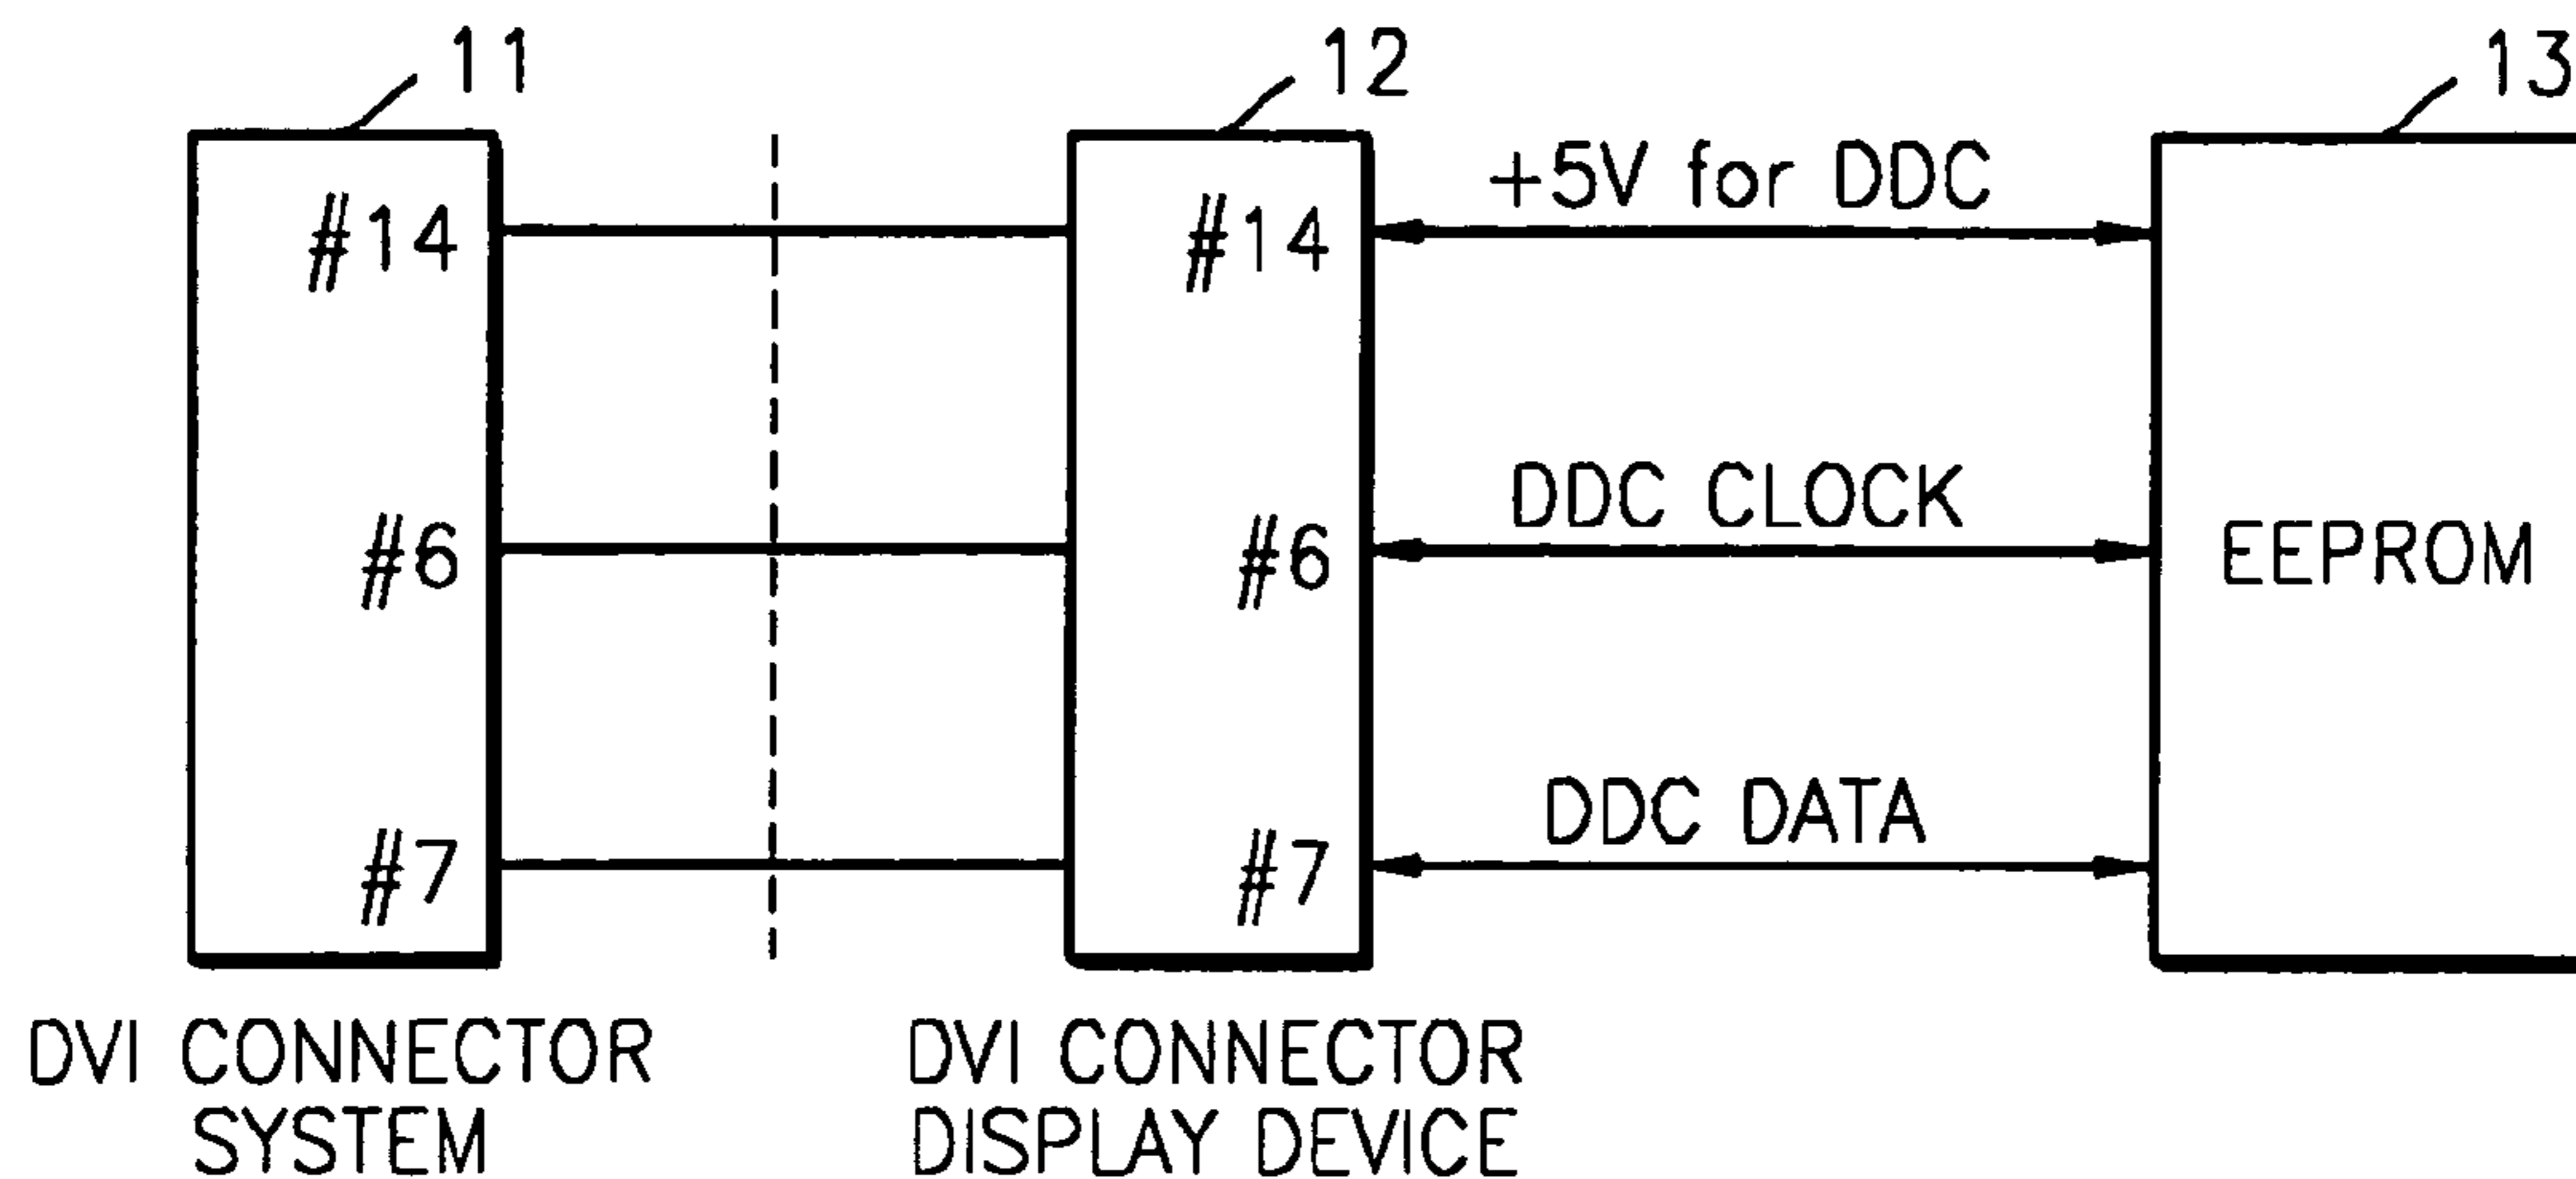 11
12
13
#14
#14
+5V for DDC
#6
#6
DDC CLOCK
EEPROM
#7
#7
DDC DATA
DVI CONNECTOR
SYSTEM
DVI CONNECTOR
DISPLAY DEVICE